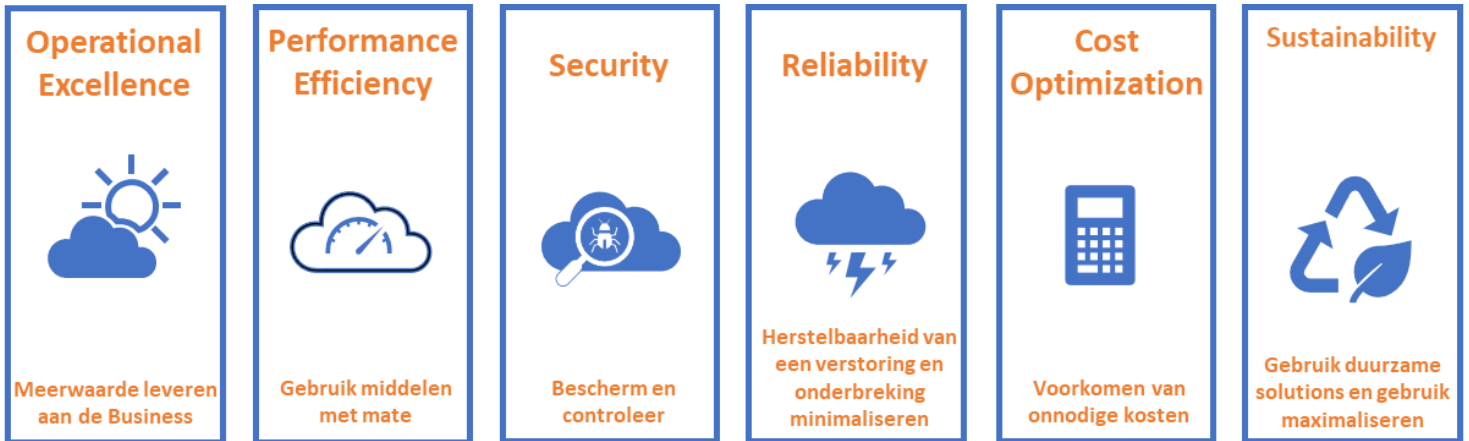 Operational
Excellence
Meerwaarde leveren
aan de Business
Performance
Efficiency
Gebruik middelen
met mate
Security
Bescherm en
controleer
Reliability
Herstelbaarheid van
een verstoring en
onderbreking
minimaliseren
Cost
Optimization
Voorkomen van
onnodige kosten
Sustainability
Gebruik duurzame
solutions en gebruik
maximaliseren